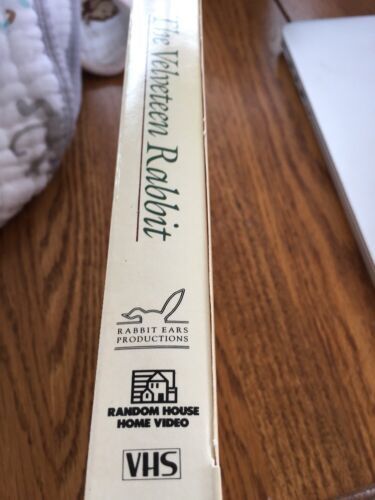 The Velveteen Rabbit
RABBIT EARS
PRODUCTIONS
RANDOM HOUSE
HOME VIDEO
VHS